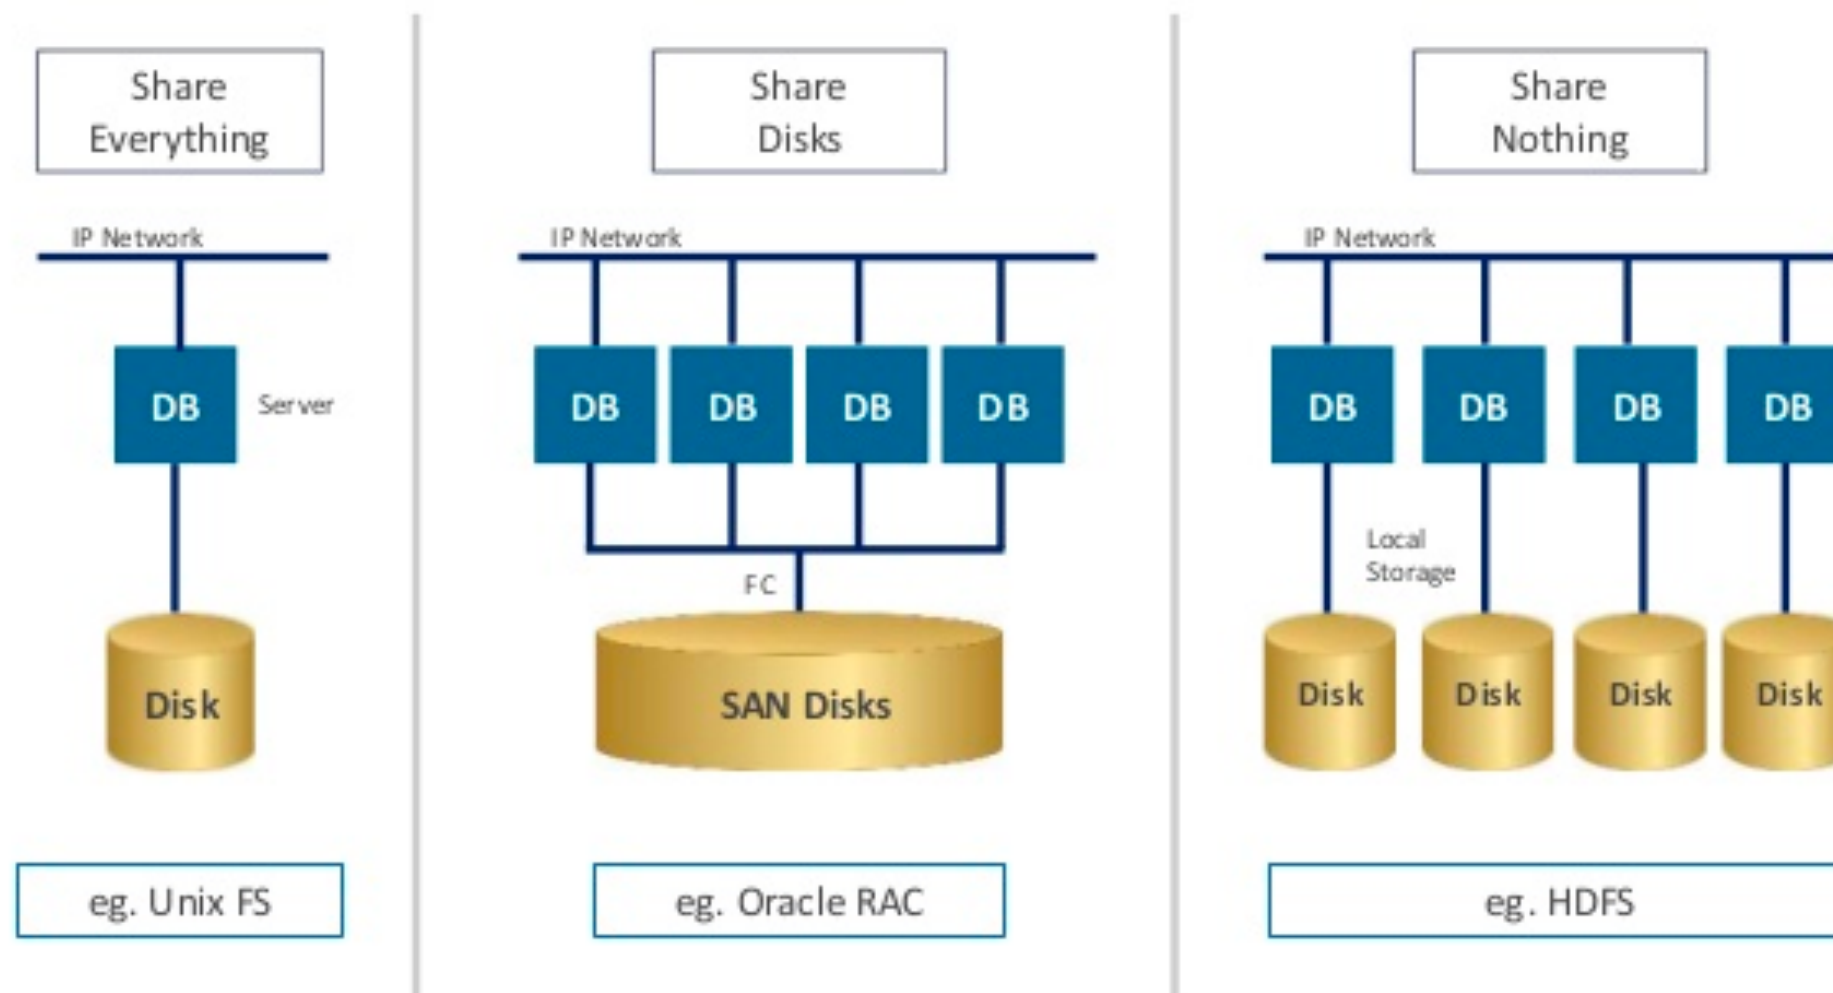 Share
Everything
IP Network
DB
Server
Disk
eg. Unix FS
Share
Disks
IP Network
DB DB DB DB
FC
SAN Disks
eg. Oracle RAC
Share
Nothing
IP Network
DB DB DB DB
Local
Storage
Disk Disk Disk Disk
eg. HDFS